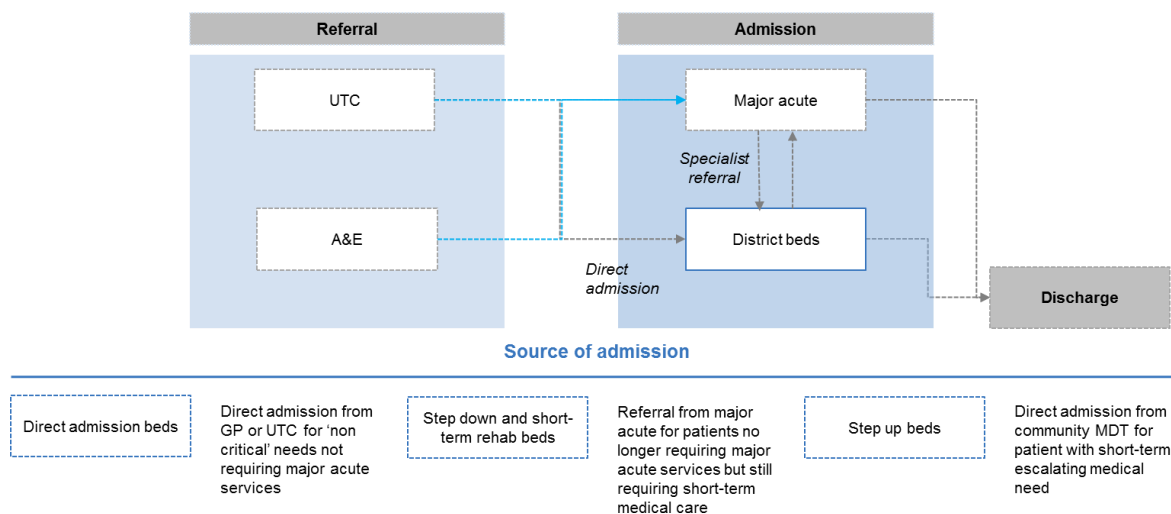 Referral
Admission
UTC
Major acute
Specialist
referral
A&E
District beds
Direct
admission
Discharge
Source of admission
Direct admission beds
Direct admission from
GP or UTC for ‘non
critical’ needs not
requiring major acute
services
Step down and short-
term rehab beds
Referral from major
acute for patients no
longer requiring major
acute services but still
requiring short-term
medical care
Step up beds
Direct admission from
community MDT for
patient with short-term
escalating medical
need